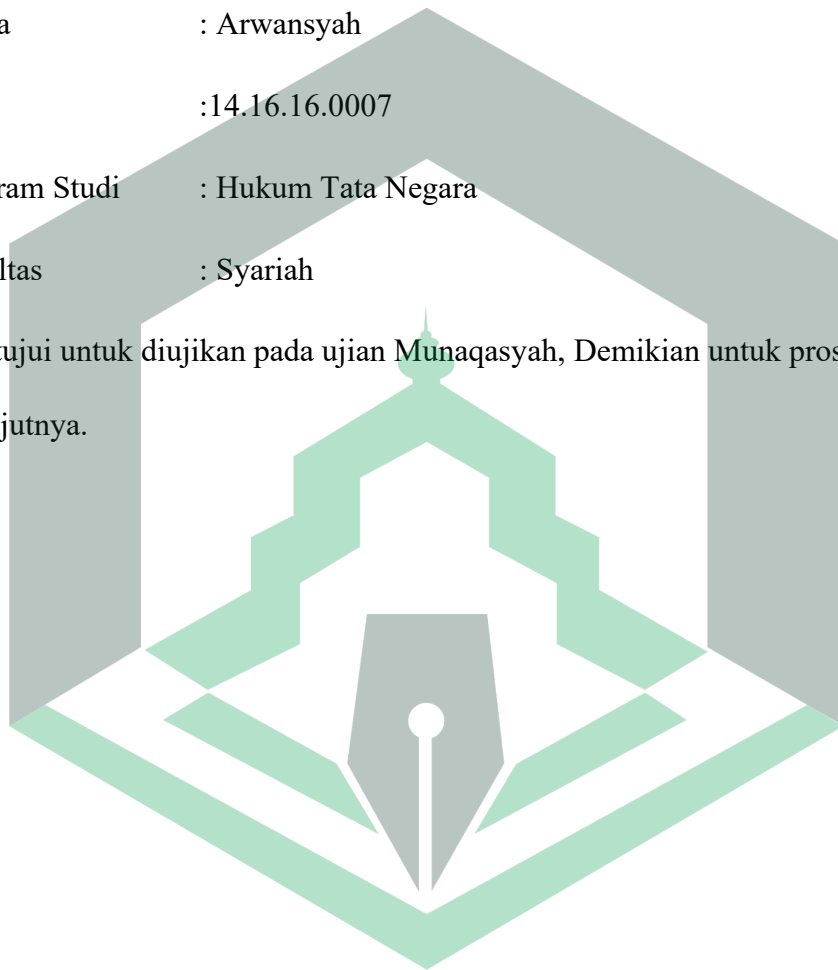 a : Arwansyah
:14.16.16.0007
ram Studi : Hukum Tata Negara
ltas : Syariah
tujui untuk diujikan pada ujian Munaqasyah, Demikian untuk pros
jutnya.